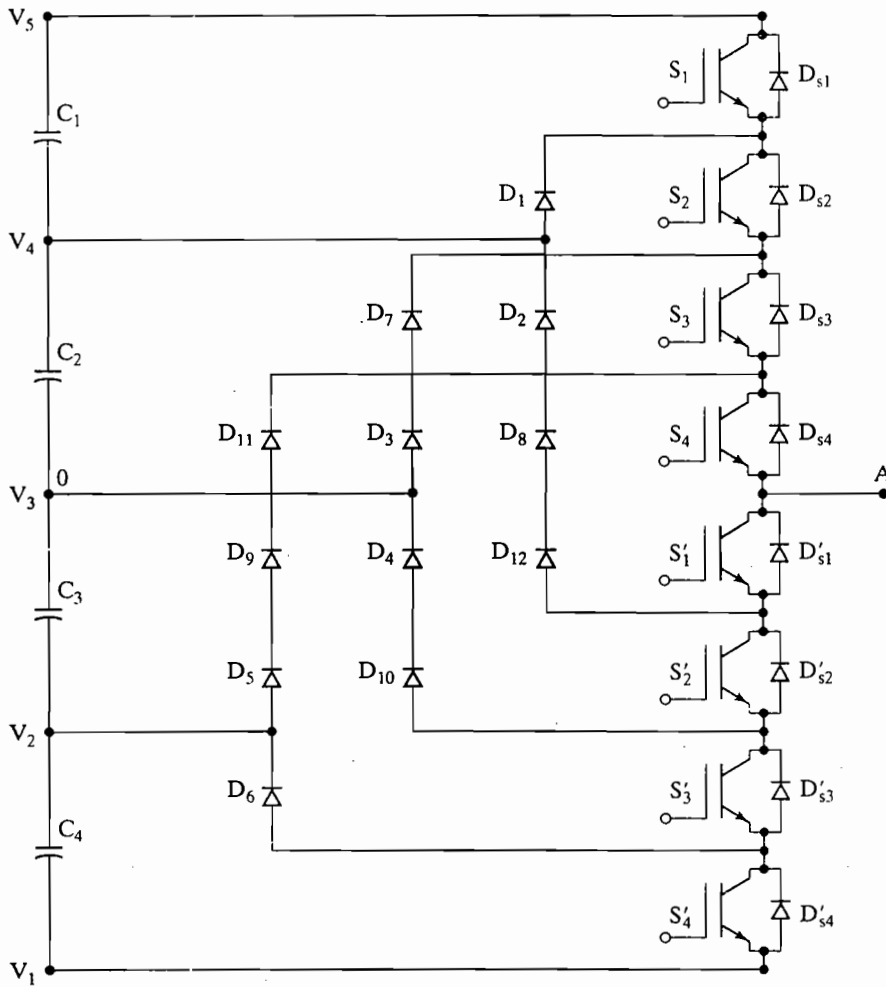 V5
S1
Ds1
C1
D1
S2
Ds2
V4
D7
D2
S3
Ds3
C2
D11
D3
D8
S4
Ds4
0
A
V3
D9
D4
D12
S′1
D′s1
C3
D5
D10
S′2
D′s2
V2
D6
S′3
D′s3
C4
S′4
D′s4
V1